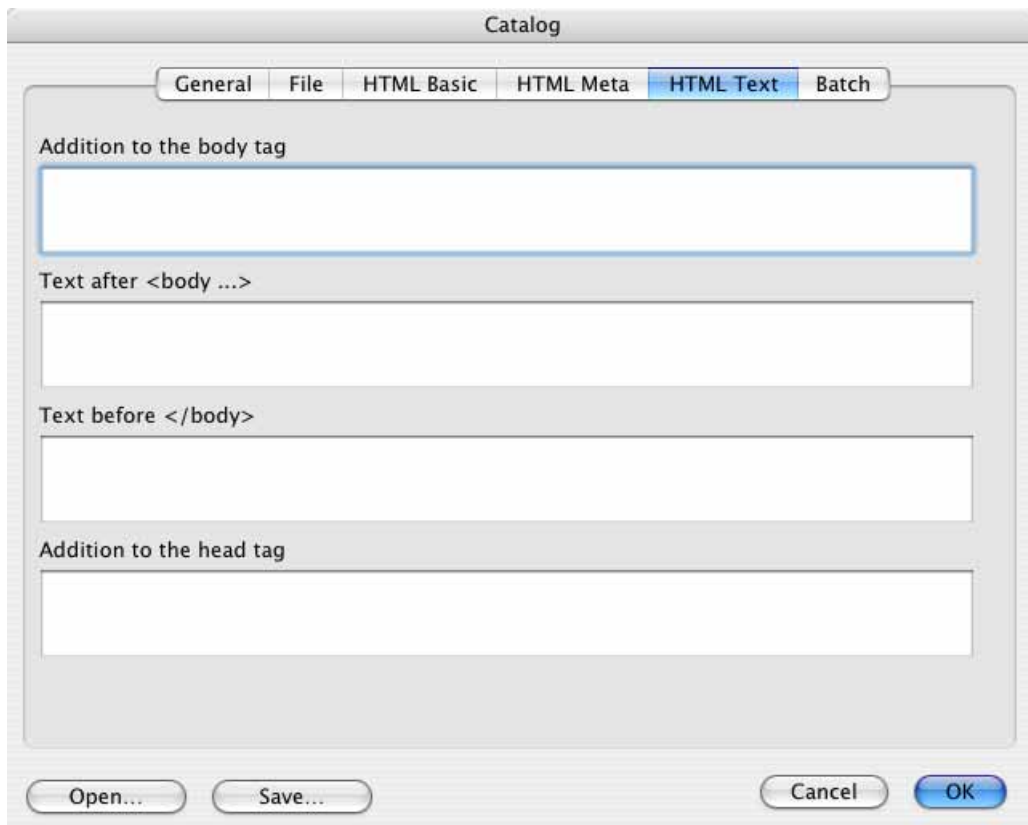 Catalog
General File HTML Basic HTML Meta HTML Text Batch
Addition to the body tag
Text after <body ...>
Text before </body>
Addition to the head tag
Open... Save... Cancel OK